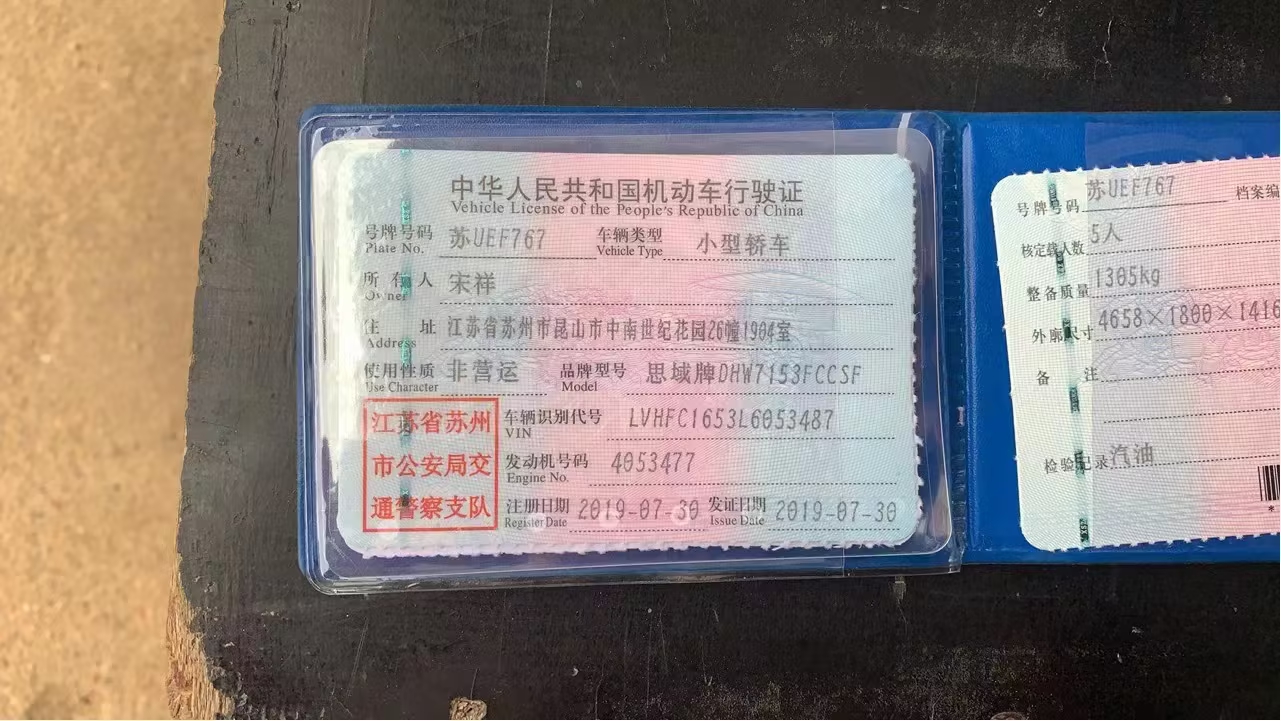 中华人民共和国机动车行驶证
Vehicle License of the People's Republic of China
号牌号码 苏UEF767 车辆类型 小型轿车
Plate No. Vehicle Type
所有人 宋祥
Owner
住址 江苏省苏州市昆山市中南世纪花园26幢1904室
Address
使用性质 非营运 品牌型号 思域牌DHW7153FCCSF
Use Character Model
江苏省苏州
市公安局交
通警察支队
车辆识别代号 LVHFC1653L6053487
VIN
发动机号码 4053477
Engine No.
注册日期 2019-07-30 发证日期 2019-07-30
Register Date Issue Date
号牌号码 苏UEF767 档案编
核定载人数 5人
整备质量 1305kg
外廓尺寸 4658×1800×1416
备注
检验记录 汽油
*